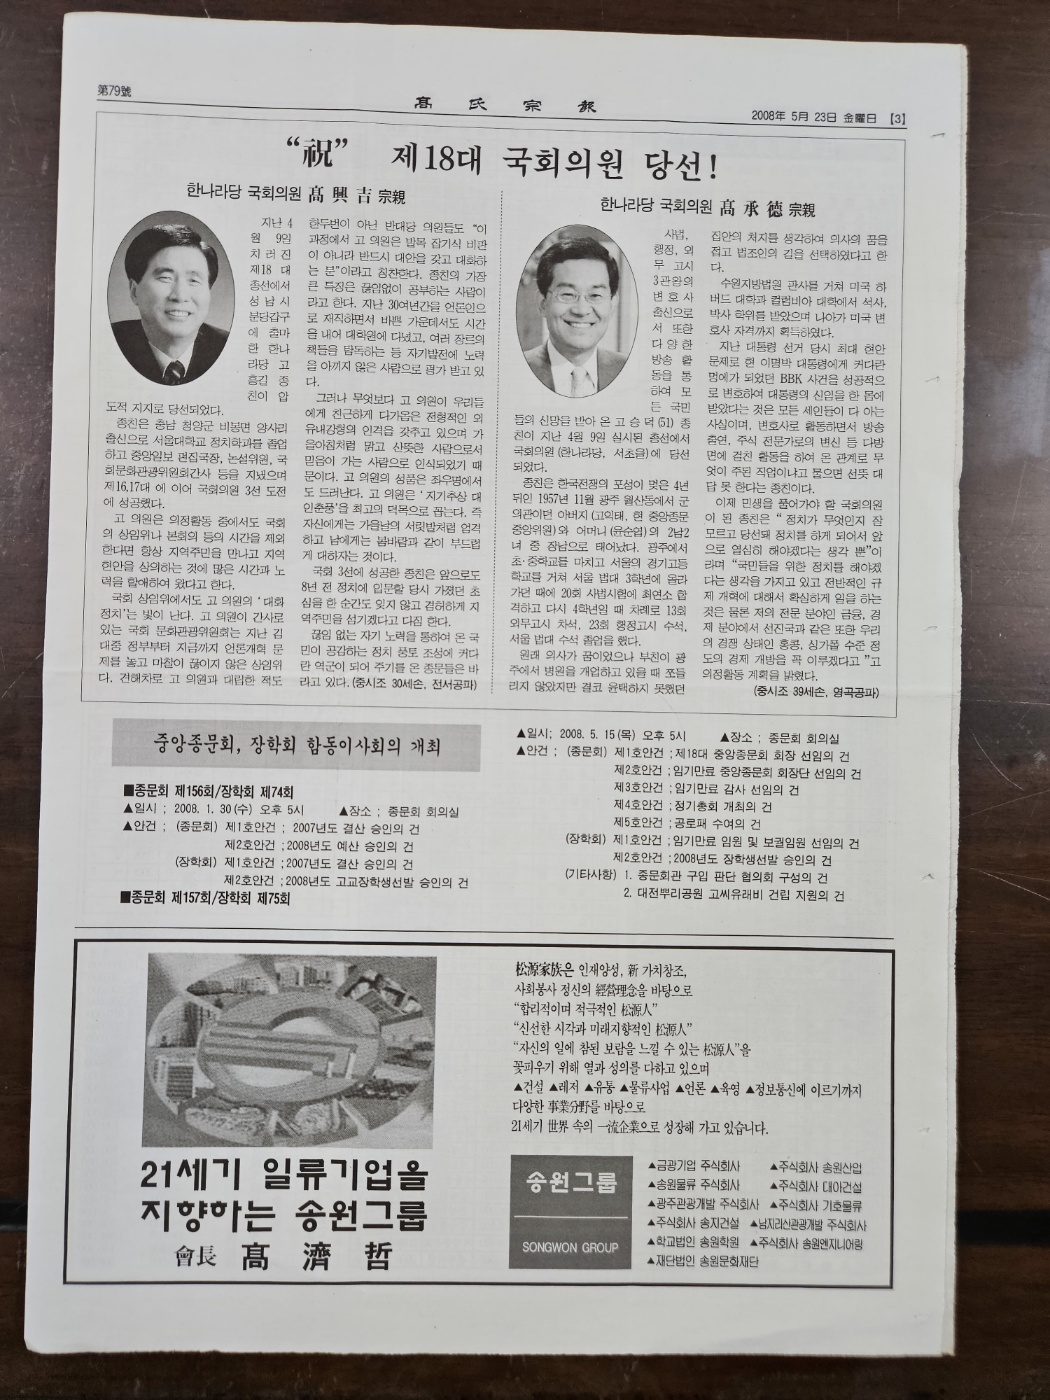 第79號
髙氏宗報
2008年 5月 23日 金曜日 【3】
“祝” 제18대 국회의원 당선!
한나라당 국회의원 髙興吉 宗親
지난 4
월 9일
치러진
제18대
총선에서
성남시
분당갑구
에 출마
한 한나
라당 고
흥길 종
친이 압
도적 지지로 당선되었다.
종친은 충남 청양군 비봉면 양사리
출신으로 서울대학교 정치학과를 졸업
하고 중앙일보 편집국장, 논설위원, 국
회문화관광위원회간사 등을 지냈으며
제16,17대 에 이어 국회의원 3선 도전
에 성공했다.
고 의원은 의정활동 중에서도 국회
의 상임위나 본회의 등의 시간을 제외
한다면 항상 지역주민을 만나고 지역
현안을 상의하는 것에 많은 시간과 노
력을 할애하여 왔다고 한다.
국회 상임위에서도 고 의원의 ‘대화
정치’는 빛이 난다. 고 의원이 간사로
있는 국회 문화관광위원회는 지난 김
대중 정부부터 지금까지 언론개혁 문
제를 놓고 마찰이 끊이지 않은 상임위
다. 견해차로 고 의원과 대립한 적도
한두번이 아닌 반대당 의원들도 “이
과정에서 고 의원은 발목 잡기식 비판
이 아니라 반드시 대안을 갖고 대화하
는 분”이라고 칭찬한다. 종친의 가장
큰 특징은 끊임없이 공부하는 사람이
라고 한다. 지난 30여년간을 언론인으
로 재직하면서 바쁜 가운데서도 시간
을 내어 대학원에 다녔고, 여러 장르의
책들을 탐독하는 등 자기발전에 노력
을 아끼지 않은 사람으로 평가 받고 있
다.
그러나 무엇보다 고 의원이 우리들
에게 친근하게 다가옴은 전형적인 외
유내강형의 인격을 갖추고 있으며 가
을아침처럼 맑고 산뜻한 사람으로서
믿음이 가는 사람으로 인식되었기 때
문이다. 고 의원의 성품은 좌우명에서
도 드러난다. 고 의원은 ‘지기추상 대
인춘풍’을 최고의 덕목으로 꼽는다. 즉
자신에게는 가을날의 서릿발처럼 엄격
하고 남에게는 봄바람과 같이 부드럽
게 대하자는 것이다.
국회 3선에 성공한 종친은 앞으로도
8년 전 정치에 입문할 당시 가졌던 초
심을 한 순간도 잊지 않고 겸허하게 지
역주민을 섬기겠다고 다짐 한다.
끊임 없는 자기 노력을 통하여 온 국
민이 공감하는 정치 풍토 조성에 커다
란 역군이 되어 주기를 온 종문들은 바
라고 있다. (중시조 30세손, 전서공파)
한나라당 국회의원 髙承德 宗親
사법,
행정, 외
무 고시
3관왕의
변호사
출신으로
서 또한
다양한
방송 활
동을 통
하여 모
든 국민
들의 신망을 받아 온 고 승 덕 (51) 종
친이 지난 4월 9일 실시된 총선에서
국회의원 (한나라당, 서초을) 에 당선
되었다.
종친은 한국전쟁의 포성이 멎은 4년
뒤인 1957년 11월 광주 월산동에서 군
의관이던 아버지 (고익태, 현 중앙종문
중앙위원)와 어머니 (윤순엽)의 2남2
녀 중 장남으로 태어났다. 광주에서
초·중학교를 마치고 서울의 경기고등
학교를 거쳐 서울 법대 3학년에 올라
가던 때에 20회 사법시험에 최연소 합
격하고 다시 4학년일 때 차례로 13회
외무고시 차석, 23회 행정고시 수석,
서울 법대 수석 졸업을 했다.
원래 의사가 꿈이었으나 부친이 광
주에서 병원을 개업하고 있을 때 쪼들
리지 않았지만 결코 윤택하지 못했던
집안의 처지를 생각하여 의사의 꿈을
접고 법조인의 길을 선택하였다고 한
다.
수원지방법원 판사를 거쳐 미국 하
버드 대학과 컬럼비아 대학에서 석사,
박사 학위를 받았으며 나아가 미국 변
호사 자격까지 획득하였다.
지난 대통령 선거 당시 최대 현안
문제로 현 이명박 대통령에게 커다란
멍에가 되었던 BBK 사건을 성공적으
로 변호하여 대통령의 신임을 한 몸에
받았다는 것은 모든 세인들이 다 아는
사실이며, 변호사로 활동하면서 방송
출연, 주식 전문가로의 변신 등 다방
면에 걸친 활동을 하여 온 관계로 무
엇이 주된 직업이냐고 물으면 선뜻 대
답 못 한다는 종친이다.
이제 민생을 풀어가야 할 국회의원
이 된 종친은 “ 정치가 무엇인지 잘
모르고 당선돼 정치를 하게 되어서 앞
으로 열심히 해야겠다는 생각 뿐”이
라며 “국민들을 위한 정치를 해야겠
다는 생각을 가지고 있고 전반적인 규
제 개혁에 대해서 확실하게 일을 하는
것은 물론 저의 전문 분야인 금융, 경
제 분야에서 선진국과 같은 또한 우리
의 경쟁 상대인 홍콩, 싱가폴 수준 정
도의 경제 개방을 꼭 이루겠다고 ”고
의정활동 계획을 밝혔다.
(중시조 39세손, 영곡공파)
중앙종문회, 장학회 합동이사회의 개최
■종문회 제156회/장학회 제74회
▲일시 ; 2008. 1. 30 (수) 오후 5시 ▲장소 ; 종문회 회의실
▲안건 ; (종문회) 제1호안건 ; 2007년도 결산 승인의 건
제2호안건 ; 2008년도 예산 승인의 건
(장학회) 제1호안건 ; 2007년도 결산 승인의 건
제2호안건 ; 2008년도 고교장학생선발 승인의 건
■종문회 제157회/장학회 제75회
▲일시; 2008. 5. 15 (목) 오후 5시 ▲장소 ; 종문회 회의실
▲안건 ; (종문회) 제1호안건 ; 제18대 중앙종문회 회장 선임의 건
제2호안건 ; 임기만료 중앙종문회 회장단 선임의 건
제3호안건 ; 임기만료 감사 선임의 건
제4호안건 ; 정기총회 개최의 건
제5호안건 ; 공로패 수여의 건
(장학회) 제1호안건 ; 임기만료 임원 및 보궐임원 선임의 건
제2호안건 ; 2008년도 장학생선발 승인의 건
(기타사항) 1. 종문회관 구입 판단 협의회 구성의 건
2. 대전뿌리공원 고씨유래비 건립 지원의 건
21세기 일류기업을
지향하는 송원그룹
會長 髙濟哲
松源家族은 인재양성, 新 가치창조,
사회봉사 정신의 經營理念을 바탕으로
“합리적이며 적극적인 松源人”
“신선한 시각과 미래지향적인 松源人”
“자신의 일에 참된 보람을 느낄 수 있는 松源人”을
꽃피우기 위해 열과 성의를 다하고 있으며
▲건설 ▲레저 ▲유통 ▲물류사업 ▲언론 ▲육영 ▲정보통신에 이르기까지
다양한 事業分野를 바탕으로
21세기 世界 속의 一流企業으로 성장해 가고 있습니다.
송원그룹
SONGWON GROUP
▲금광기업 주식회사 ▲주식회사 송원산업
▲송원물류 주식회사 ▲주식회사 대아건설
▲광주관광개발 주식회사 ▲주식회사 기호물류
▲주식회사 송지건설 ▲남지리산관광개발 주식회사
▲학교법인 송원학원 ▲주식회사 송원엔지니어링
▲재단법인 송원문화재단